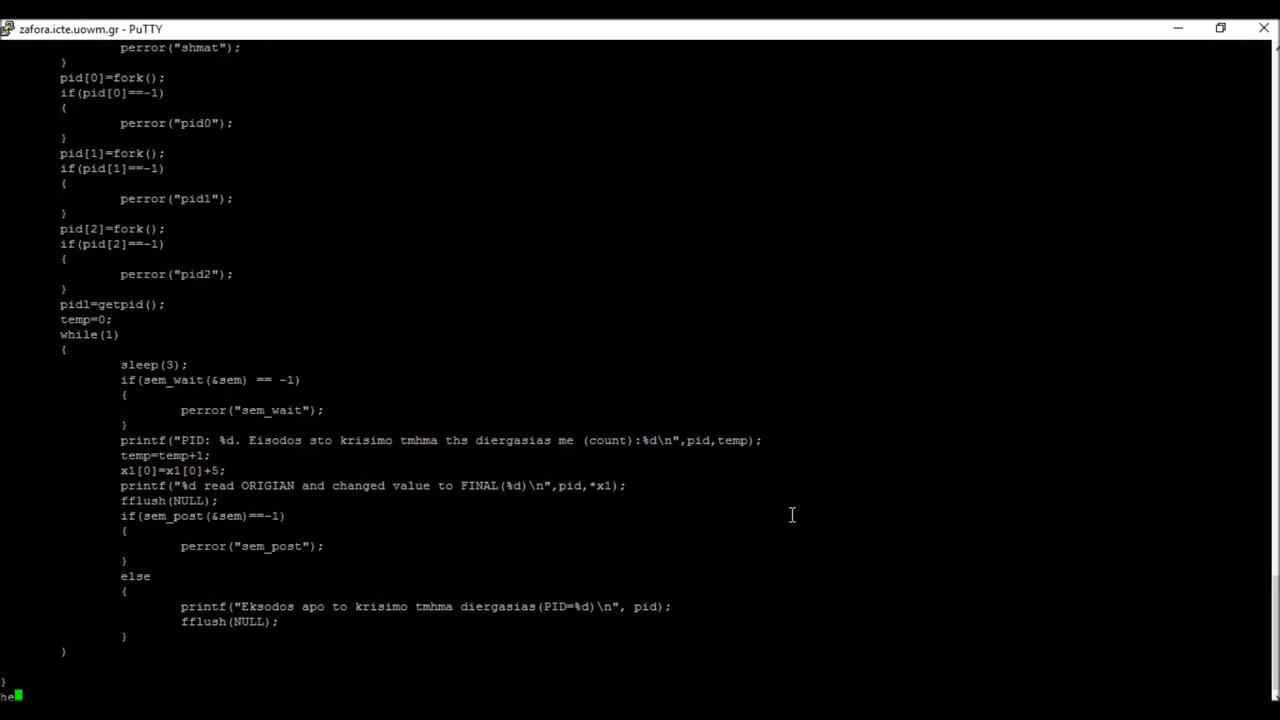 zafora.icte.uowm.gr - PuTTY
perror("shmat");
}
pid[0]=fork();
if(pid[0]==-1)
{
perror("pid0");
}
pid[1]=fork();
if(pid[1]==-1)
{
perror("pid1");
}
pid[2]=fork();
if(pid[2]==-1)
{
perror("pid2");
}
pid1=getpid();
temp=0;
while(1)
{
sleep(3);
if(sem_wait(&sem) == -1)
{
perror("sem_wait");
}
printf("PID: %d. Eisodos sto krisimo tmhma ths diergasias me (count):%d\n",pid,temp);
temp=temp+1;
x1[0]=x1[0]+5;
printf("%d read ORIGIAN and changed value to FINAL(%d)\n",pid,*x1);
fflush(NULL);
if(sem_post(&sem)==-1)
{
perror("sem_post");
}
else
{
printf("Eksodos apo to krisimo tmhma diergasias(PID=%d)\n", pid);
fflush(NULL);
}
}
}
he